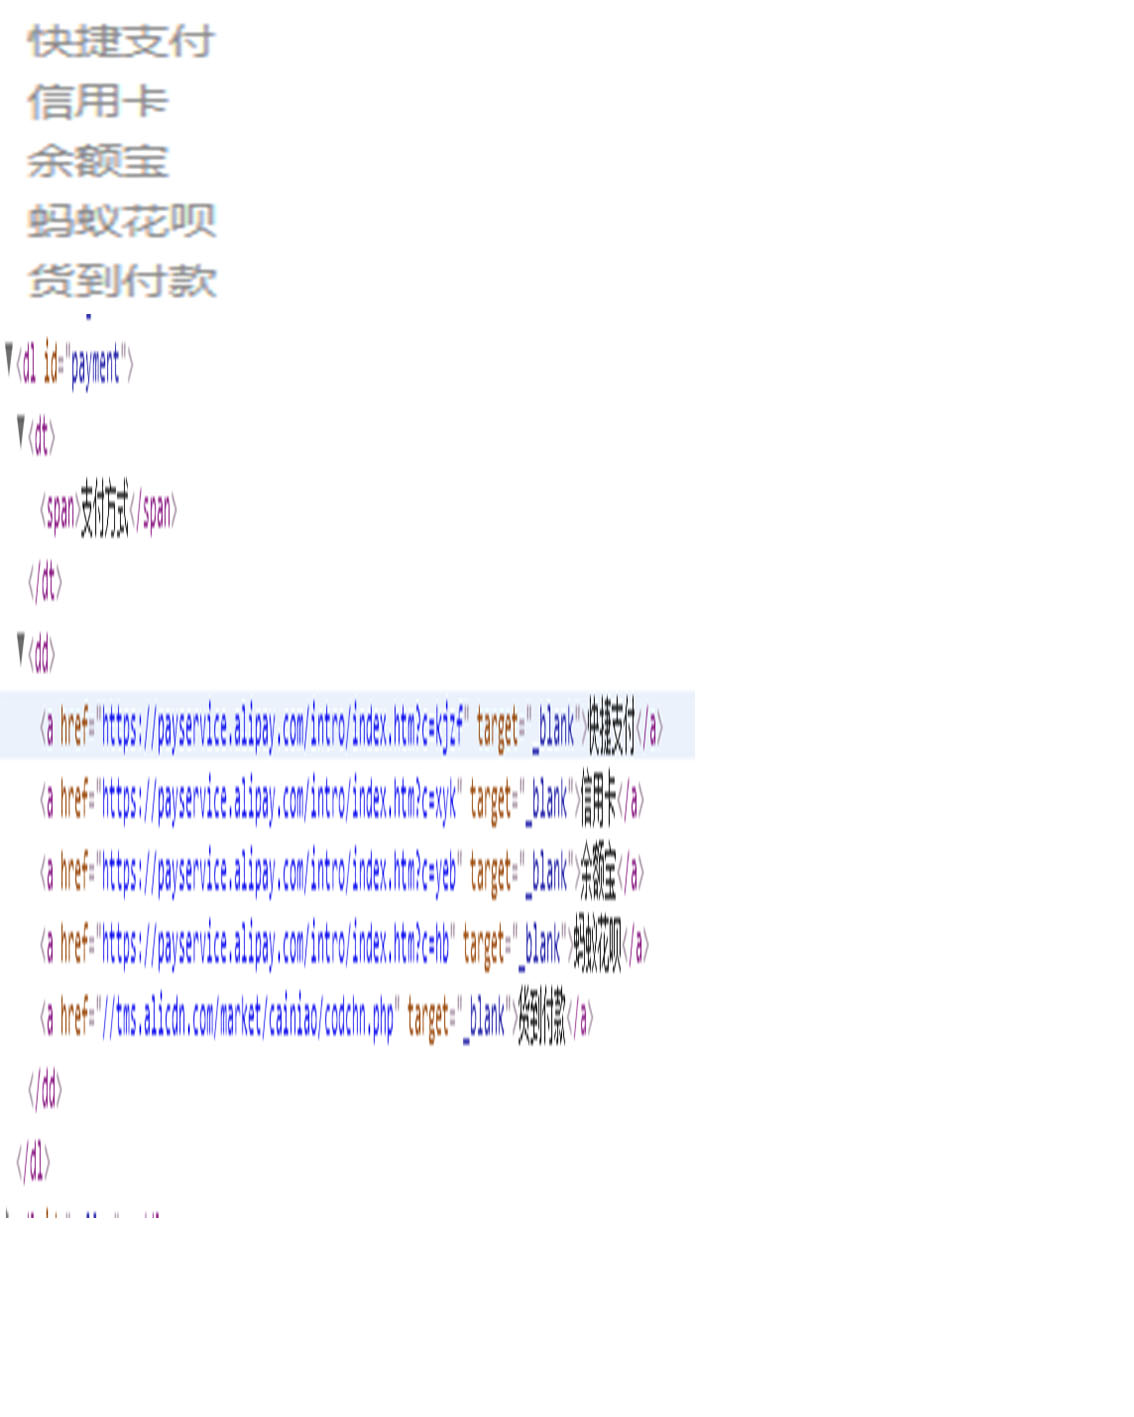 快捷支付
信用卡
余额宝
蚂蚁花呗
货到付款
<dl id="payment">
<dt>
<span>支付方式</span>
</dt>
<dd>
<a href="https://payservice.alipay.com/intro/index.htm?c=kjzf" target="_blank">快捷支付</a>
<a href="https://payservice.alipay.com/intro/index.htm?c=xyk" target="_blank">信用卡</a>
<a href="https://payservice.alipay.com/intro/index.htm?c=yeb" target="_blank">余额宝</a>
<a href="https://payservice.alipay.com/intro/index.htm?c=hb" target="_blank">蚂蚁花呗</a>
<a href="//tms.alicdn.com/market/cainiao/codchn.php" target="_blank">货到付款</a>
</dd>
</dl>